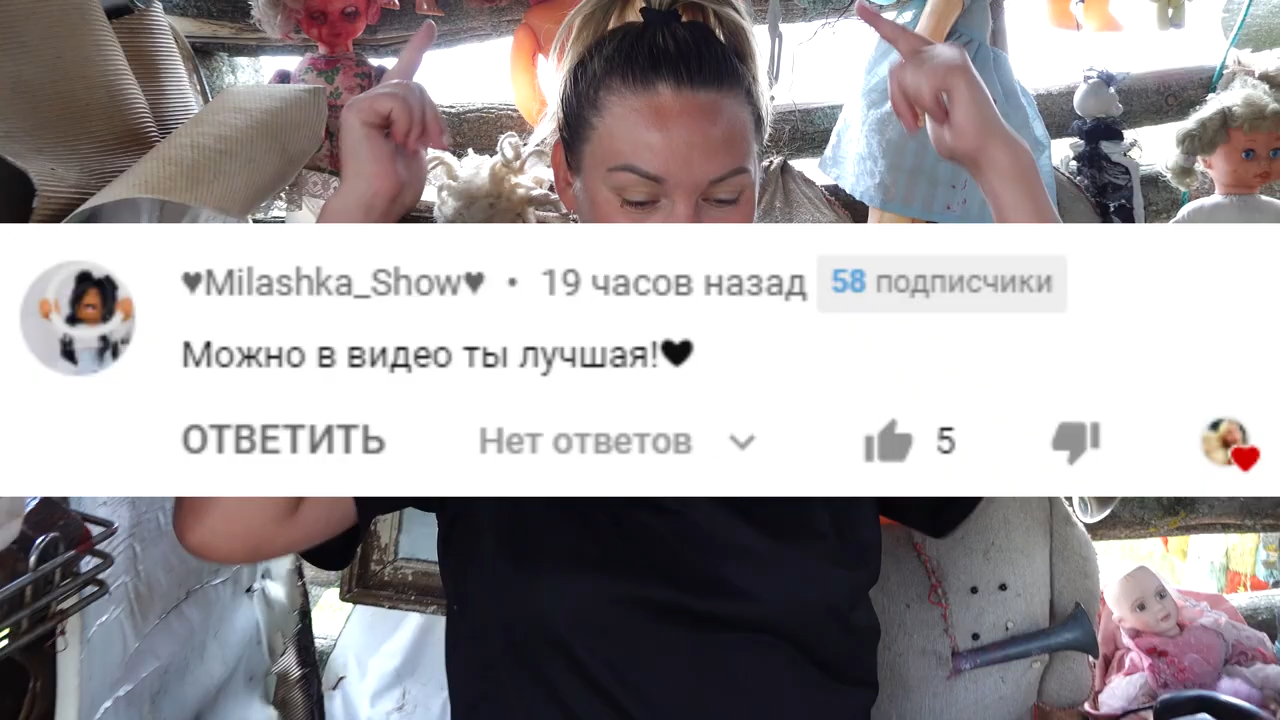 ♥Milashka_Show♥ • 19 часов назад 58 подписчики
Можно в видео ты лучшая!🖤
ОТВЕТИТЬ Нет ответов 5